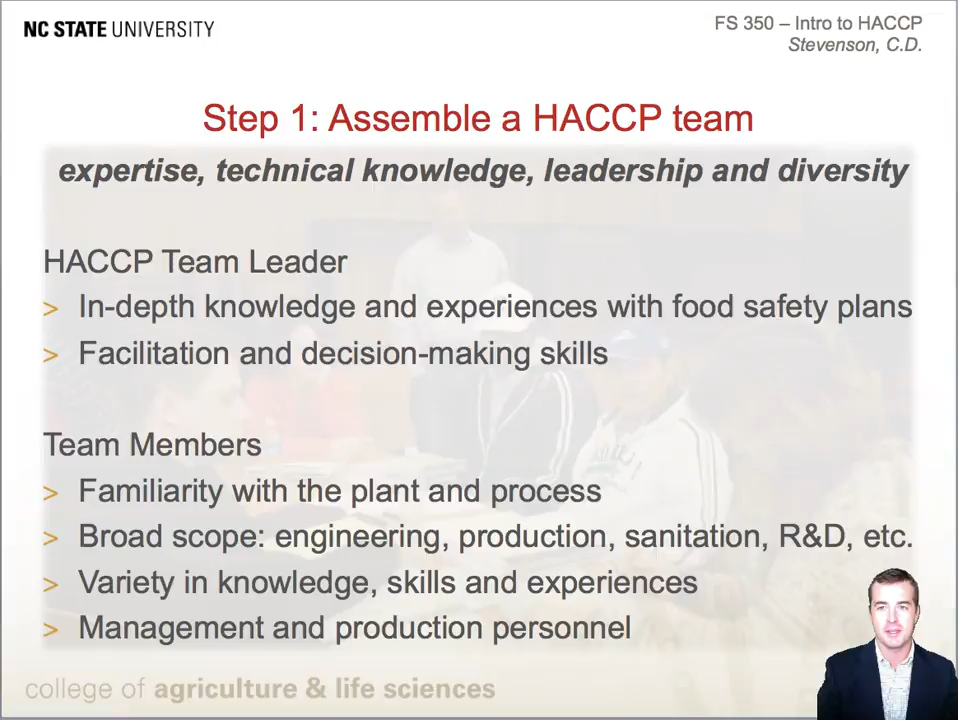 NC STATE UNIVERSITY
FS 350 – Intro to HACCP
Stevenson, C.D.
Step 1: Assemble a HACCP team
expertise, technical knowledge, leadership and diversity
HACCP Team Leader
> In-depth knowledge and experiences with food safety plans
> Facilitation and decision-making skills
Team Members
> Familiarity with the plant and process
> Broad scope: engineering, production, sanitation, R&D, etc.
> Variety in knowledge, skills and experiences
> Management and production personnel
college of agriculture & life sciences